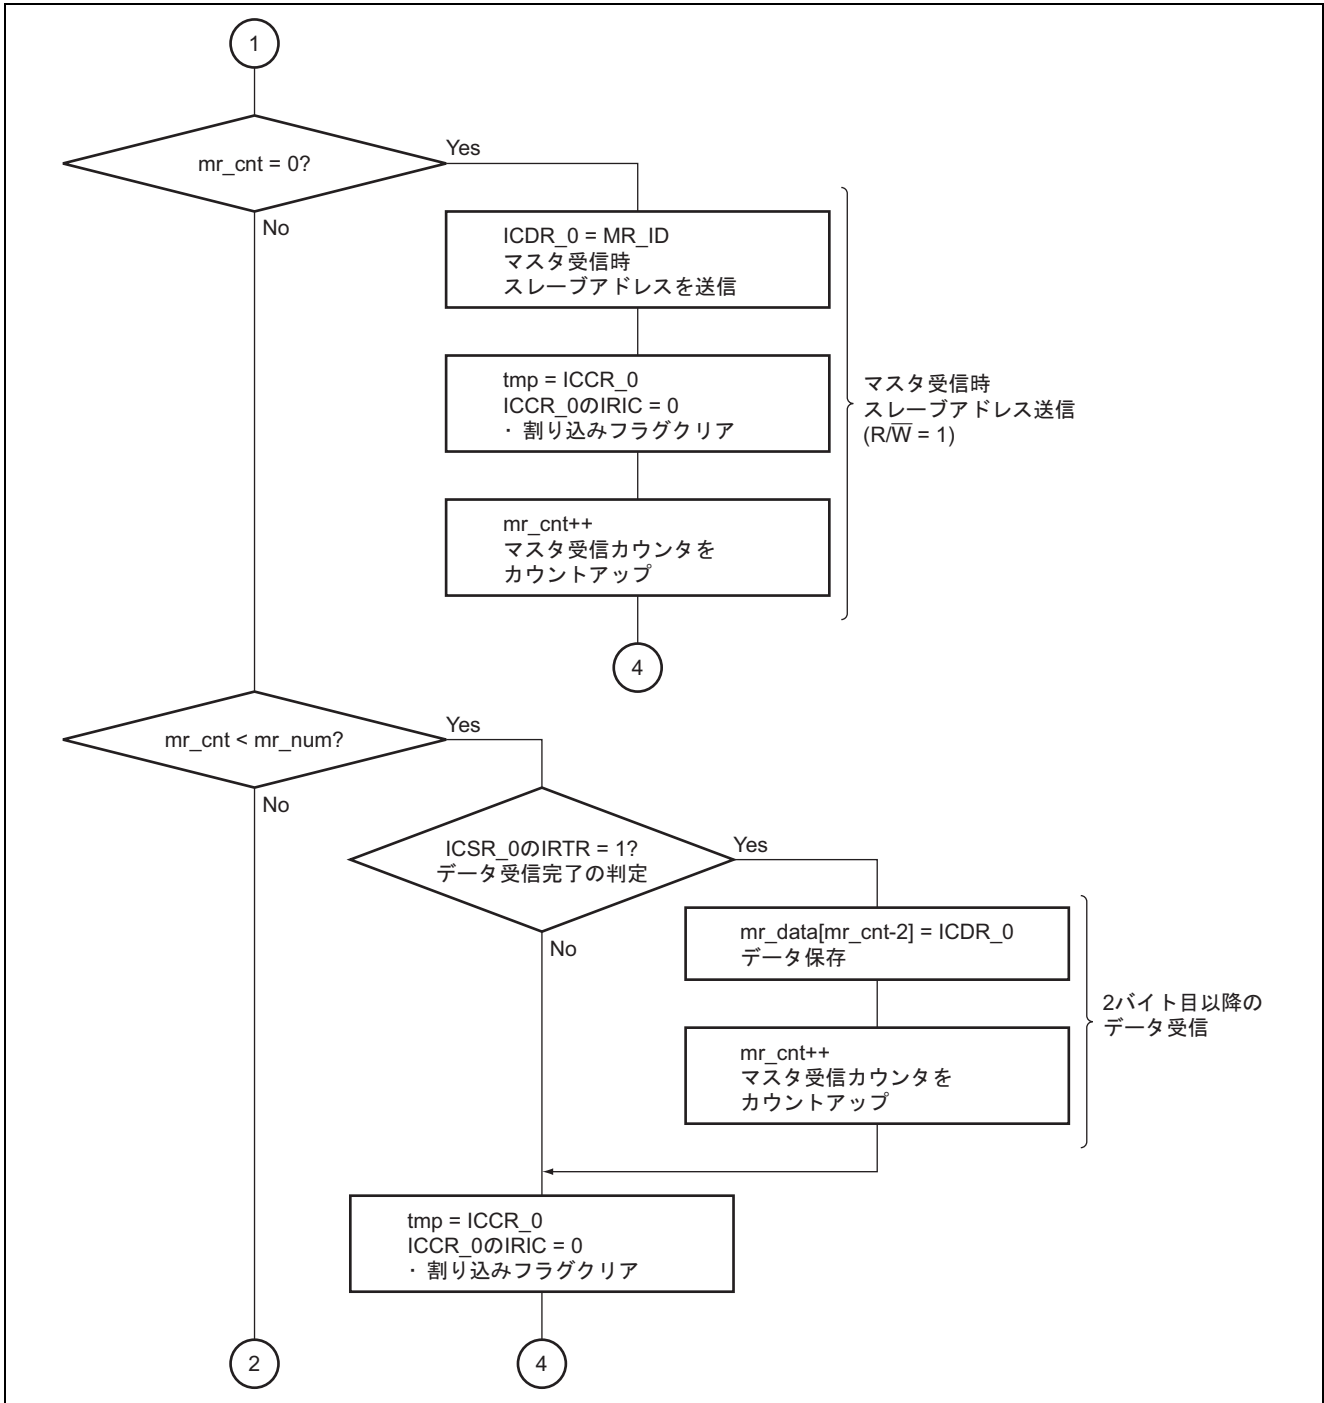 1
mr_cnt = 0?
Yes
No
ICDR_0 = MR_ID
マスタ受信時
スレーブアドレスを送信
tmp = ICCR_0
ICCR_0のIRIC = 0
・ 割り込みフラグクリア
mr_cnt++
マスタ受信カウンタを
カウントアップ
マスタ受信時
スレーブアドレス送信
(R/W̅ = 1)
4
mr_cnt < mr_num?
Yes
No
ICSR_0のIRTR = 1?
データ受信完了の判定
Yes
No
mr_data[mr_cnt-2] = ICDR_0
データ保存
mr_cnt++
マスタ受信カウンタを
カウントアップ
2バイト目以降の
データ受信
tmp = ICCR_0
ICCR_0のIRIC = 0
・ 割り込みフラグクリア
2
4